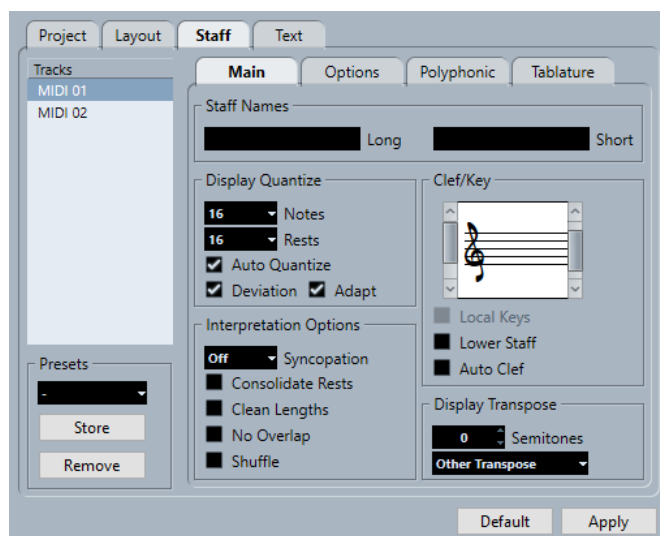 Project Layout Staff Text
Tracks
MIDI 01
MIDI 02
Presets
-
Store
Remove
Main Options Polyphonic Tablature
Staff Names
Long Short
Display Quantize
16 Notes
16 Rests
Auto Quantize
Deviation Adapt
Interpretation Options
Off Syncopation
Consolidate Rests
Clean Lengths
No Overlap
Shuffle
Clef/Key
Local Keys
Lower Staff
Auto Clef
Display Transpose
0 Semitones
Other Transpose
Default Apply